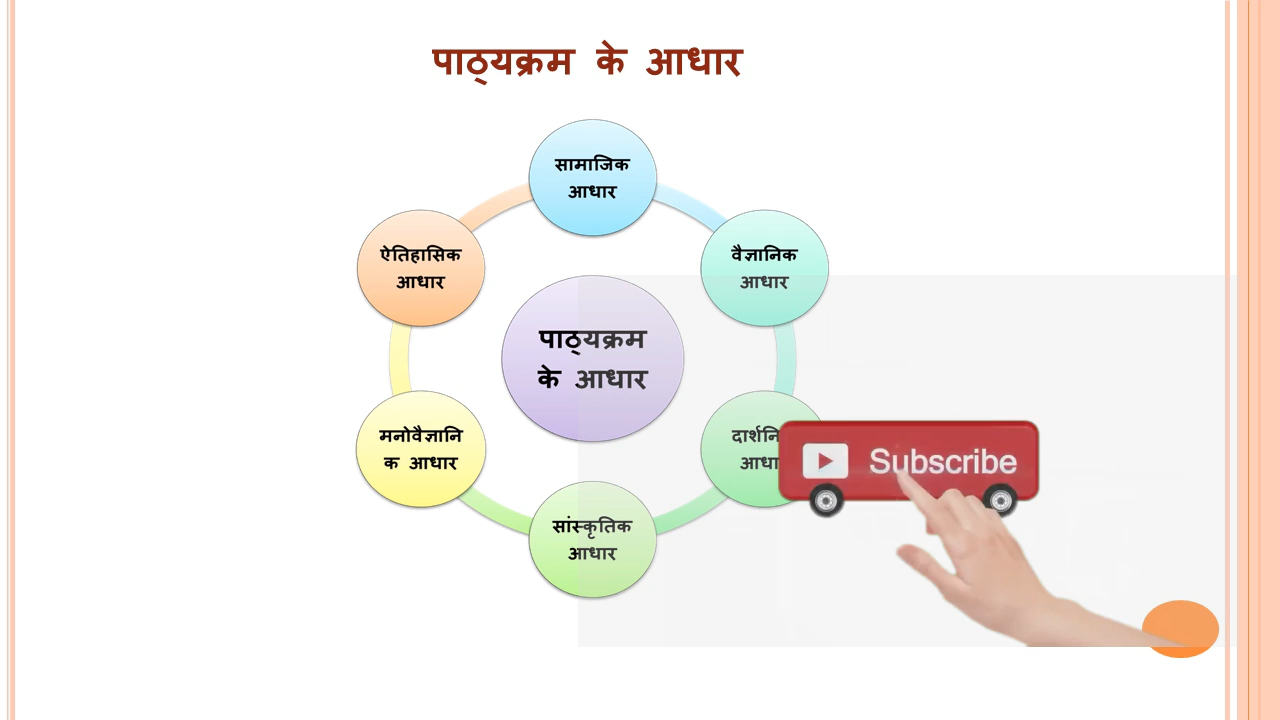 पाठ्यक्रम के आधार
सामाजिक
आधार
वैज्ञानिक
आधार
सांस्कृतिक
आधार
मनोवैज्ञानि
क आधार
ऐतिहासिक
आधार
पाठ्यक्रम
के आधार
Subscribe